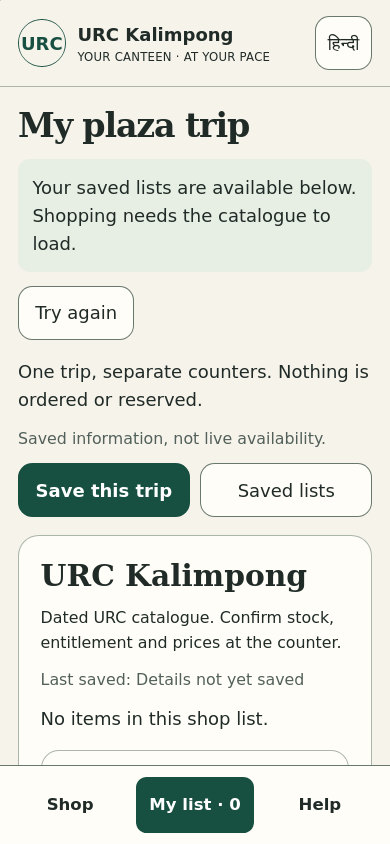 URC
URC Kalimpong
YOUR CANTEEN · AT YOUR PACE
हिन्दी
My plaza trip
Your saved lists are available below.
Shopping needs the catalogue to
load.
Try again
One trip, separate counters. Nothing is
ordered or reserved.
Saved information, not live availability.
Save this trip
Saved lists
URC Kalimpong
Dated URC catalogue. Confirm stock,
entitlement and prices at the counter.
Last saved: Details not yet saved
No items in this shop list.
Shop
My list · 0
Help